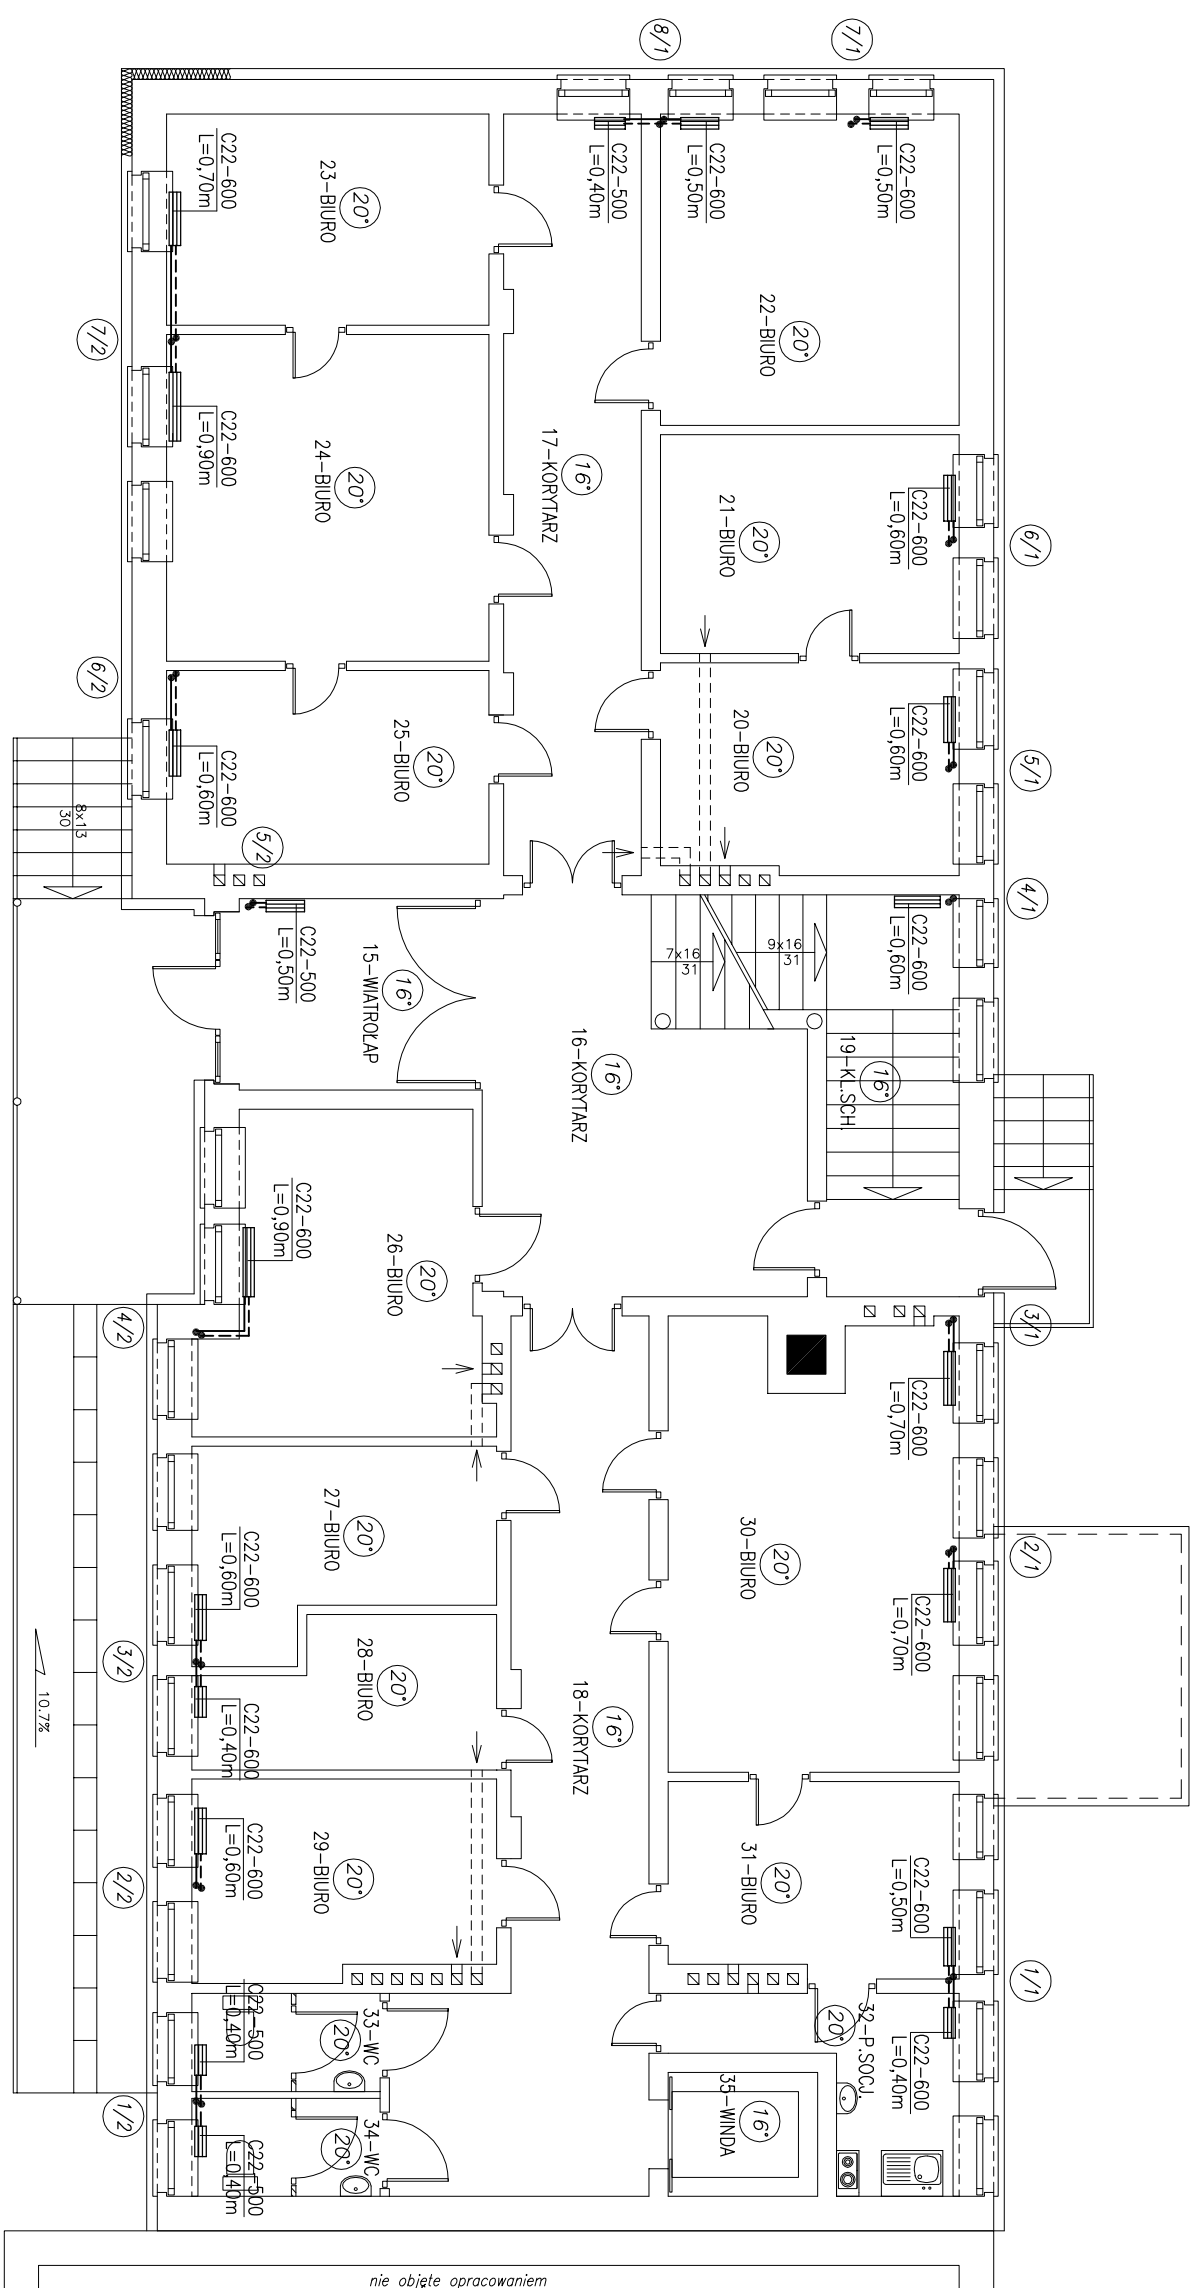 8/1
7/1
C22-600
L=0,70m
23-BIURO
20°
C22-500
L=0,40m
C22-600
L=0,50m
C22-600
L=0,50m
22-BIURO
20°
7/2
C22-600
L=0,90m
24-BIURO
20°
17-KORYTARZ
16°
21-BIURO
20°
C22-600
L=0,60m
6/1
6/2
C22-600
L=0,60m
25-BIURO
20°
20-BIURO
20°
C22-600
L=0,60m
5/1
8x13
30
5/2
4/1
C22-500
L=0,50m
15-WIATROŁAP
16°
7x16
31
9x16
31
C22-600
L=0,60m
16-KORYTARZ
16°
19-KL.SCH.
16°
C22-600
L=0,90m
26-BIURO
20°
4/2
3/1
C22-600
L=0,70m
27-BIURO
20°
C22-600
L=0,60m
30-BIURO
20°
2/1
C22-600
L=0,70m
3/2
10.7%
C22-600
L=0,40m
28-BIURO
20°
18-KORYTARZ
16°
C22-600
L=0,60m
29-BIURO
20°
2/2
31-BIURO
20°
C22-600
L=0,50m
1/1
C22-500
L=0,40m
33-WC
20°
32-P.SOCJ.
20°
C22-600
L=0,40m
1/2
C22-500
L=0,40m
34-WC
20°
35-WINDA
16°
nie objęte opracowaniem